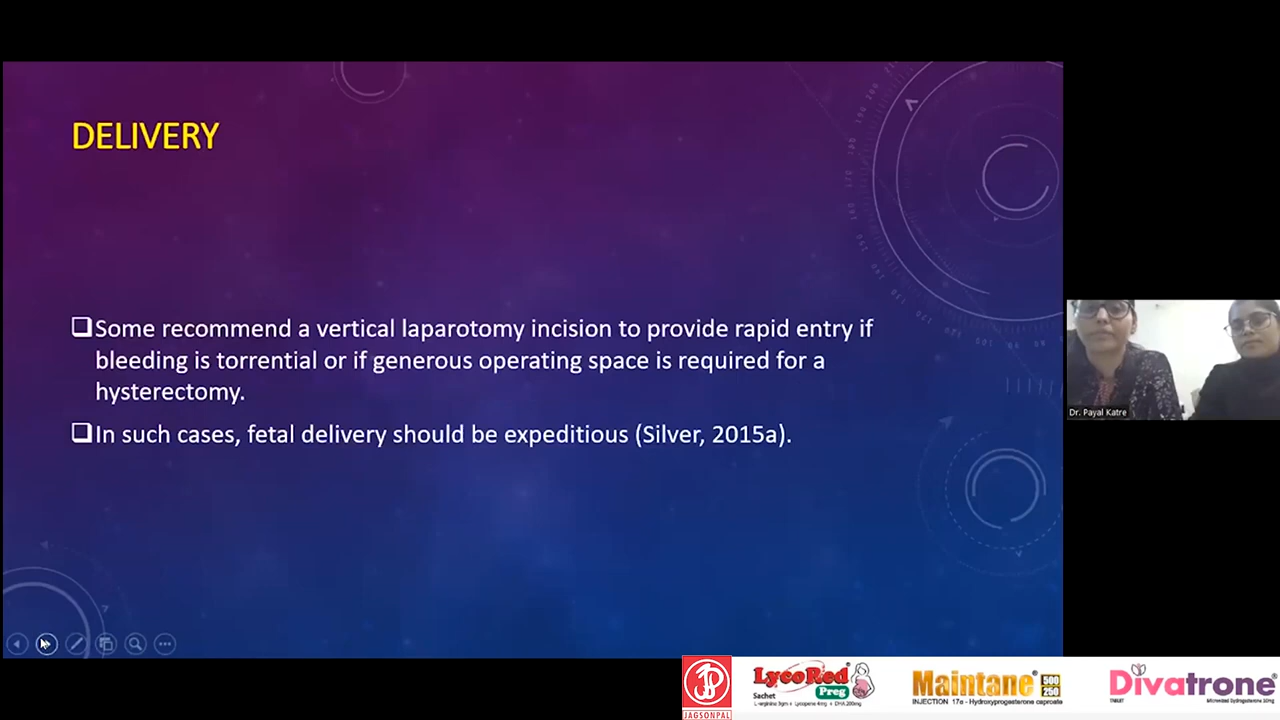 DELIVERY
Some recommend a vertical laparotomy incision to provide rapid entry if
bleeding is torrential or if generous operating space is required for a
hysterectomy.
In such cases, fetal delivery should be expeditious (Silver, 2015a).
Dr. Payal Katre
JAGSONPAL
LycoRed
Preg
Sachet
L-arginine 3gm + Lycopene 4mg + DHA 200mg
Maintane 500
250
INJECTION 17α - Hydroxyprogesterone caproate
Divatrone
TABLET
Micronised Dydrogesterone 10mg